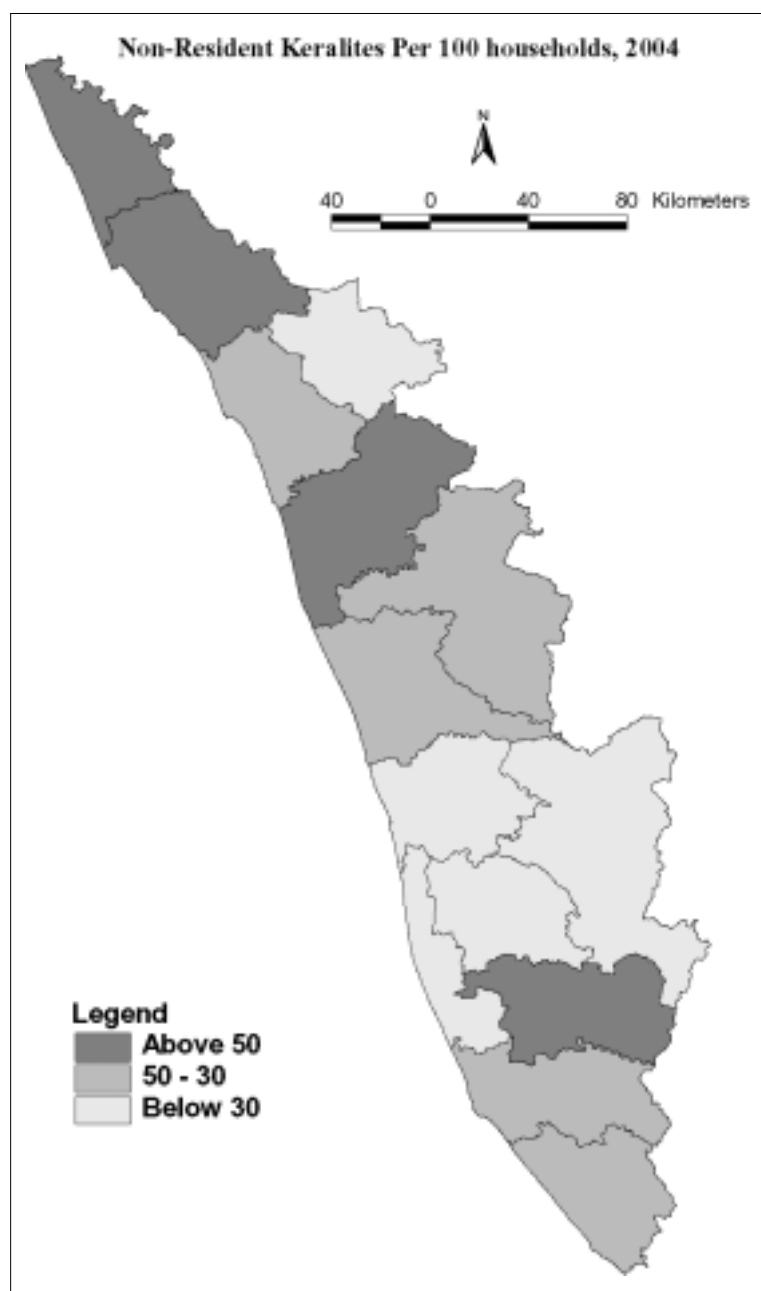 Non-Resident Keralites Per 100 households, 2004
N
40 0 40 80 Kilometers
Legend
Above 50
50 - 30
Below 30